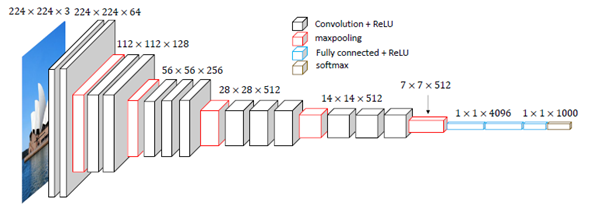 224 × 224 × 3
224 × 224 × 64
112 × 112 × 128
56 × 56 × 256
28 × 28 × 512
14 × 14 × 512
7 × 7 × 512
1 × 1 × 4096
1 × 1 × 1000
Convolution + ReLU
maxpooling
Fully connected + ReLU
softmax